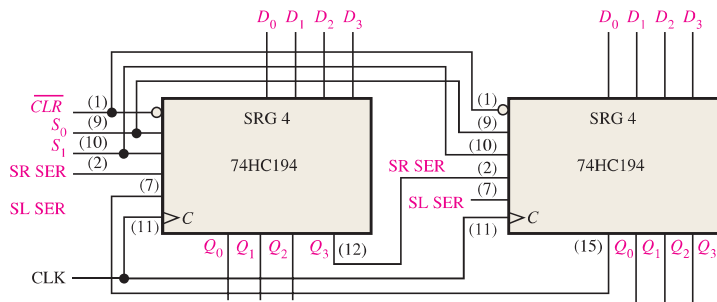 D0 D1 D2 D3
D0 D1 D2 D3
CLR (1)
S0 (9)
S1 (10)
SR SER (2)
(7)
SL SER
(11)
CLK
SRG 4
74HC194
C
Q0 Q1 Q2 Q3 (12)
(1)
(9)
(10)
SR SER (2)
SL SER (7)
(11)
SRG 4
74HC194
C
(15) Q0 Q1 Q2 Q3